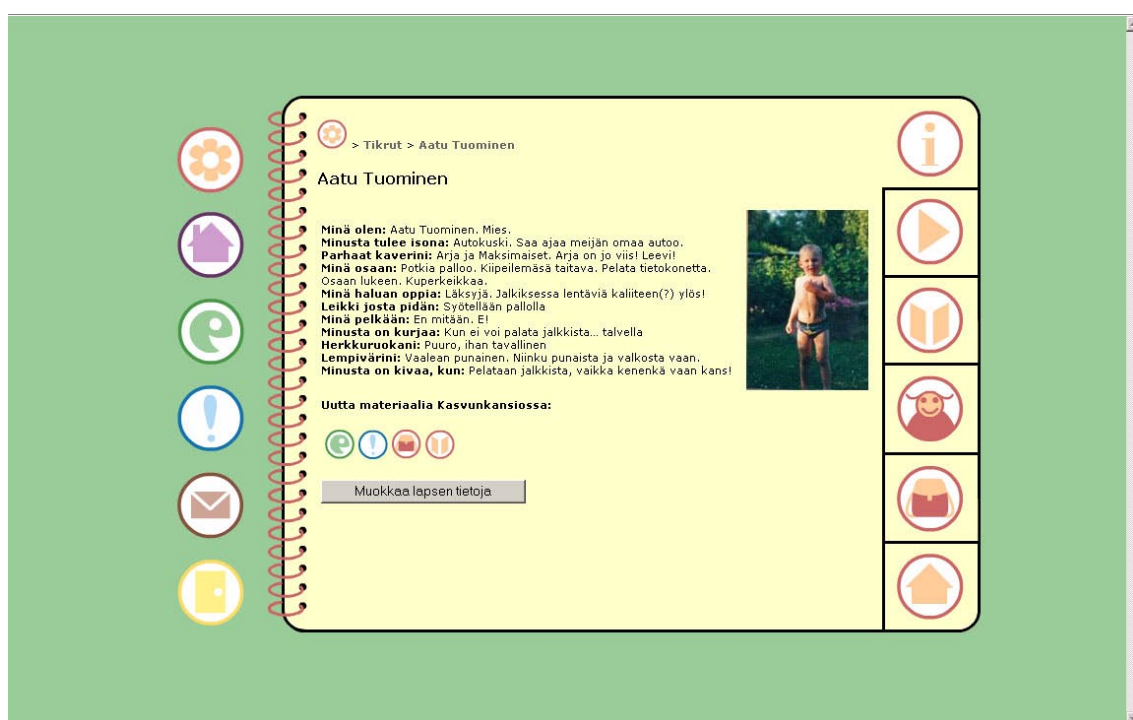 > Tikrut > Aatu Tuominen
Aatu Tuominen
Minä olen: Aatu Tuominen. Mies.
Minusta tulee isona: Autokuski. Saa ajaa meijän omaa autoo.
Parhaat kaverini: Arja ja Maksimaiset. Arja on jo viis! Leevi!
Minä osaan: Potkia palloo. Kiipeilemäsä taitava. Pelata tietokonetta.
Osaan lukeen. Kuperkeikkaa.
Minä haluan oppia: Läksyjä. Jalkiksessa lentäviä kaliiteen(?) ylös!
Leikki josta pidän: Syötellään pallolla
Minä pelkään: En mitään. E!
Minusta on kurjaa: Kun ei voi palata jalkkista... talvella
Herkkuruokani: Puuro, ihan tavallinen
Lempivärini: Vaalean punainen. Niinku punaista ja valkosta vaan.
Minusta on kivaa, kun: Pelataan jalkkista, vaikka kenenkä vaan kans!
Uutta materiaalia Kasvunkansiossa:
Muokkaa lapsen tietoja